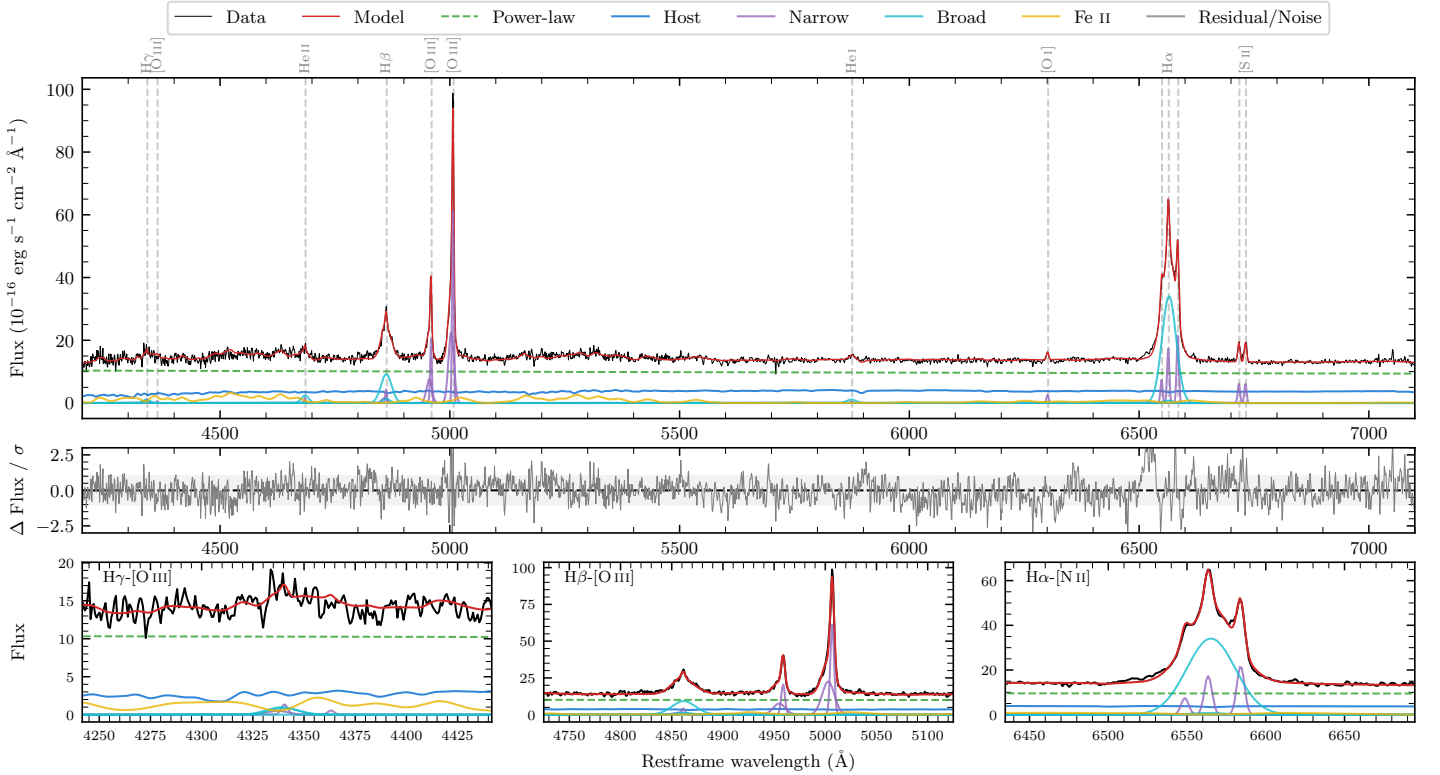 Data Model Power-law Host Narrow Broad Fe II Residual/Noise
Hγ [O III] He II Hβ [O III] [O III] He I [O I] Hα [S II]
Flux (10⁻¹⁶ erg s⁻¹ cm⁻² Å⁻¹)
100
80
60
40
20
0
4500 5000 5500 6000 6500 7000
Δ Flux / σ
2.5
0.0
−2.5
4500 5000 5500 6000 6500 7000
Flux
Hγ-[O III]
20
15
10
5
0
4250 4275 4300 4325 4350 4375 4400 4425
Hβ-[O III]
100
75
50
25
0
4750 4800 4850 4900 4950 5000 5050 5100
Hα-[N II]
60
40
20
0
6450 6500 6550 6600 6650
Restframe wavelength (Å)